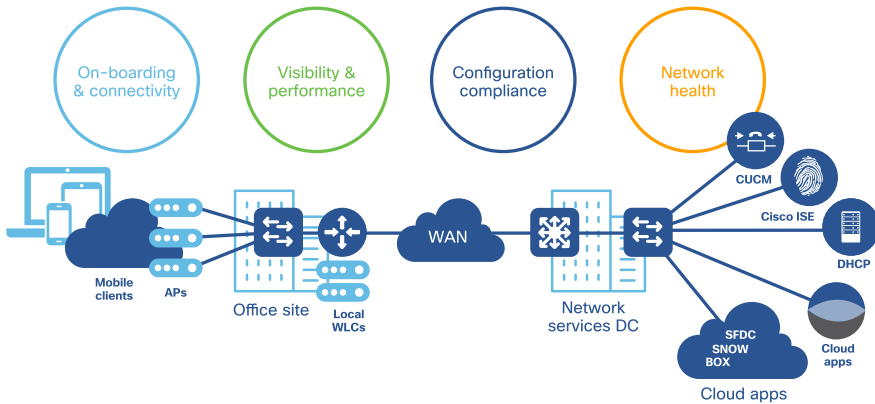 On-boarding
& connectivity
Visibility &
performance
Configuration
compliance
Network
health
CUCM
Cisco ISE
DHCP
WAN
Mobile
clients
APs
Office site
Local
WLCs
Network
services DC
SFDC
SNOW
BOX
Cloud apps
Cloud
apps